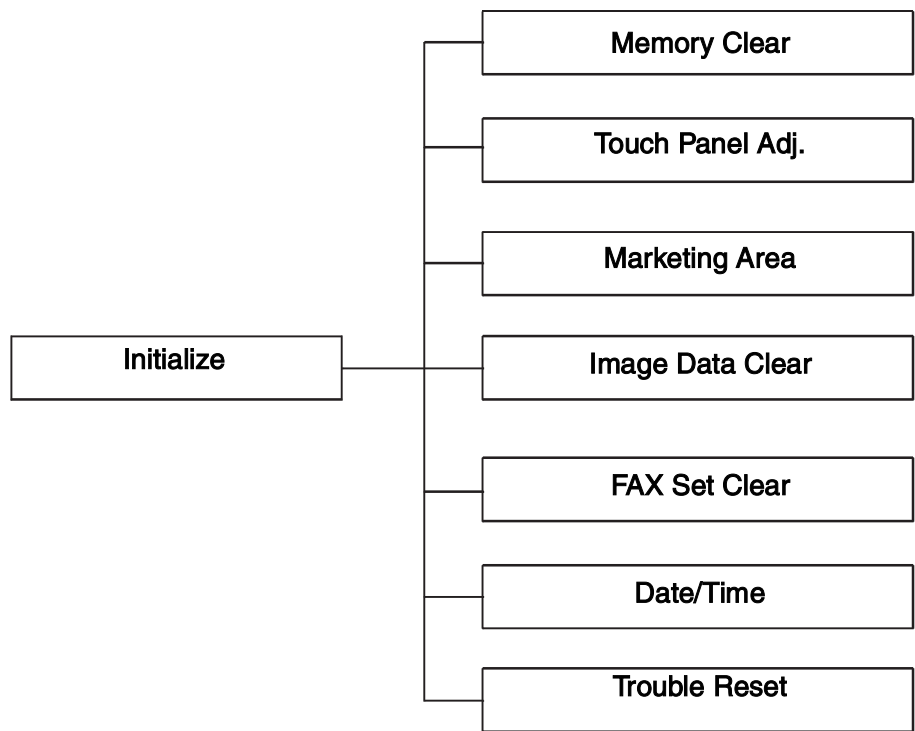 Memory Clear
Touch Panel Adj.
Marketing Area
Initialize
Image Data Clear
FAX Set Clear
Date/Time
Trouble Reset